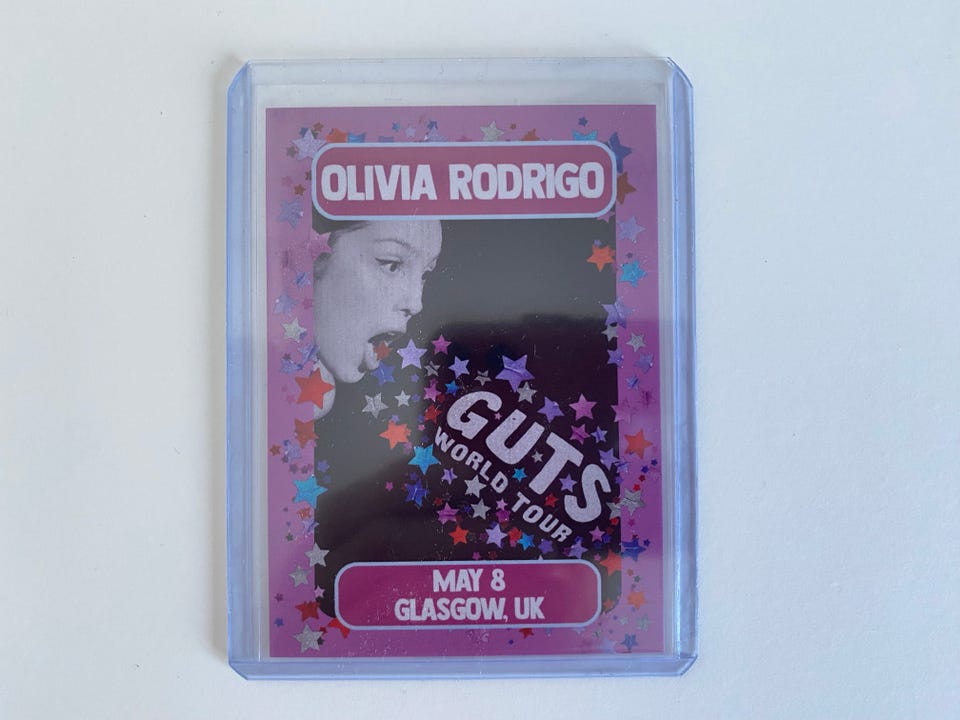 OLIVIA RODRIGO
GUTS
WORLD TOUR
MAY 8
GLASGOW, UK